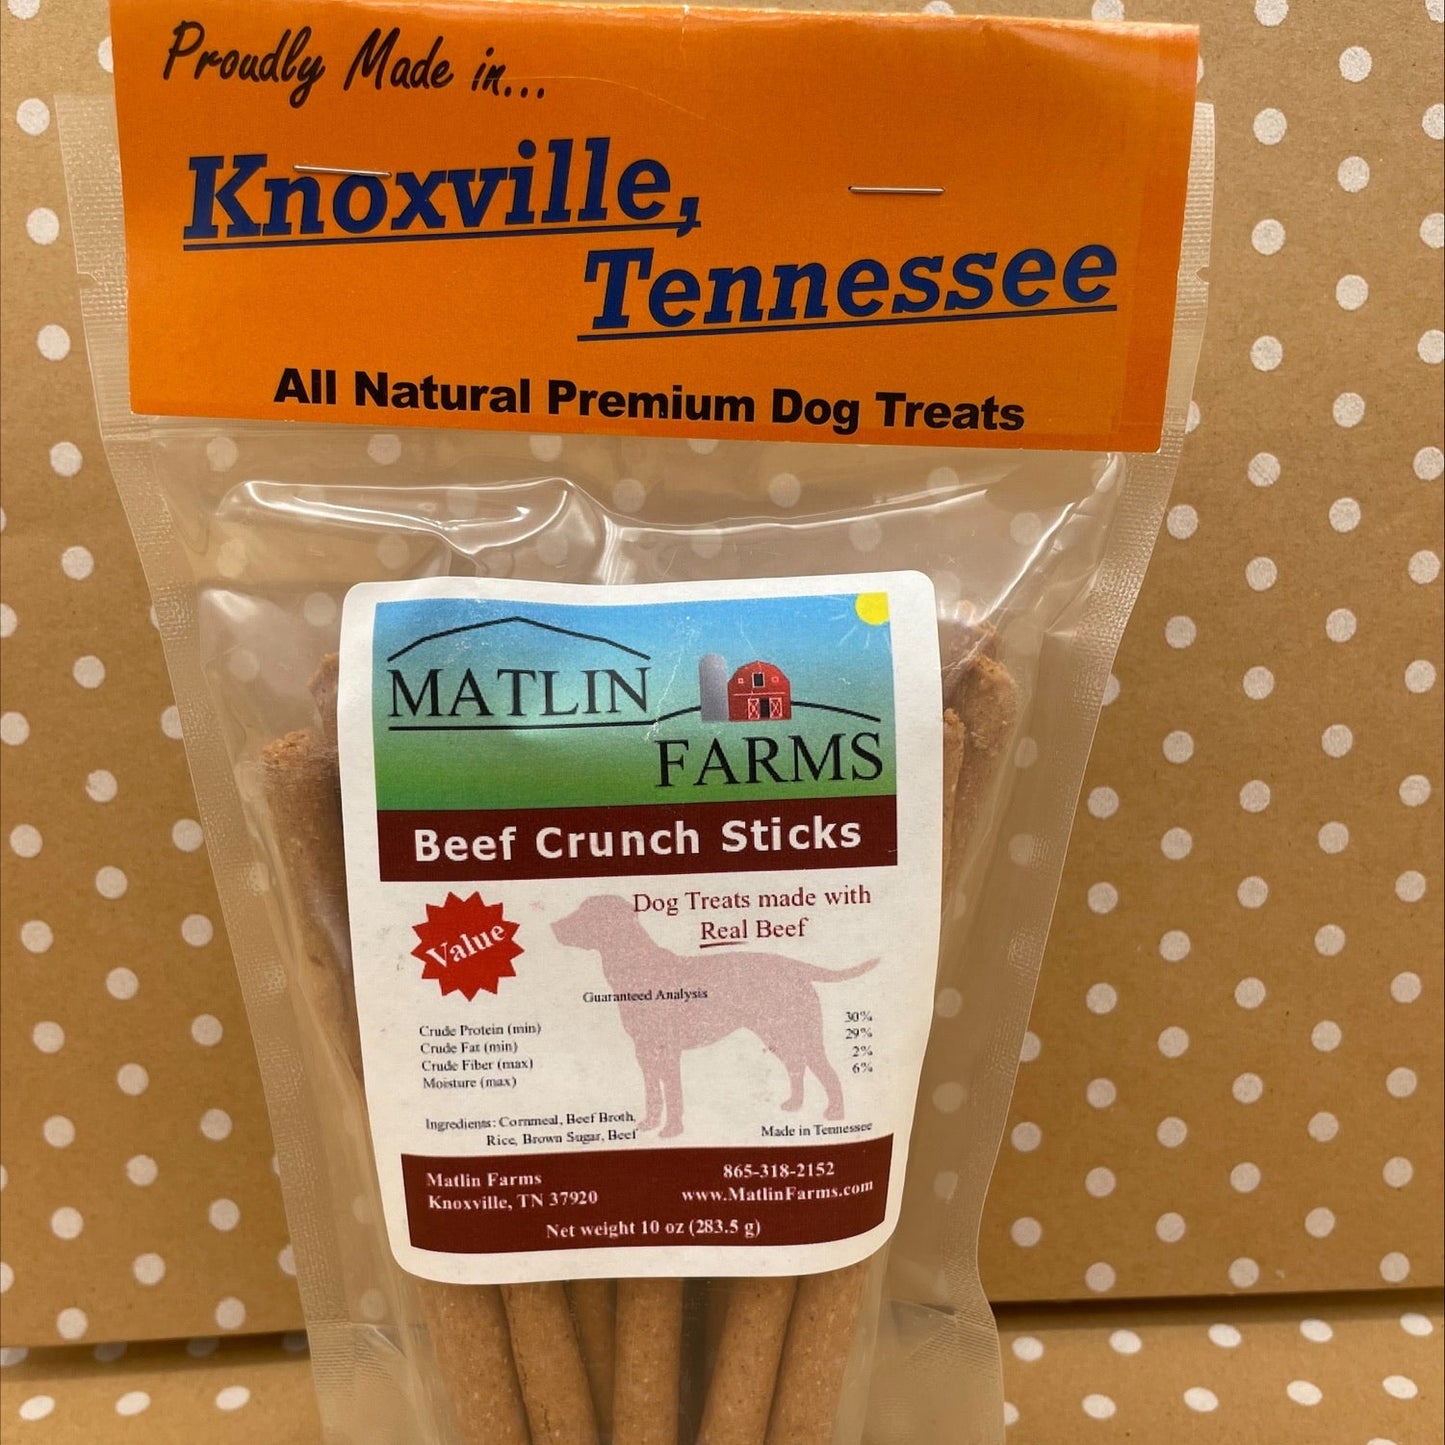 Proudly Made in...
Knoxville,
Tennessee
All Natural Premium Dog Treats
MATLIN
FARMS
Beef Crunch Sticks
Value
Dog Treats made with
Real Beef
Guaranteed Analysis
Crude Protein (min) 30%
Crude Fat (min) 29%
Crude Fiber (max) 2%
Moisture (max) 6%
Ingredients: Cornmeal, Beef Broth,
Rice, Brown Sugar, Beef
Made in Tennessee
Matlin Farms
Knoxville, TN 37920
865-318-2152
www.MatlinFarms.com
Net weight 10 oz (283.5 g)